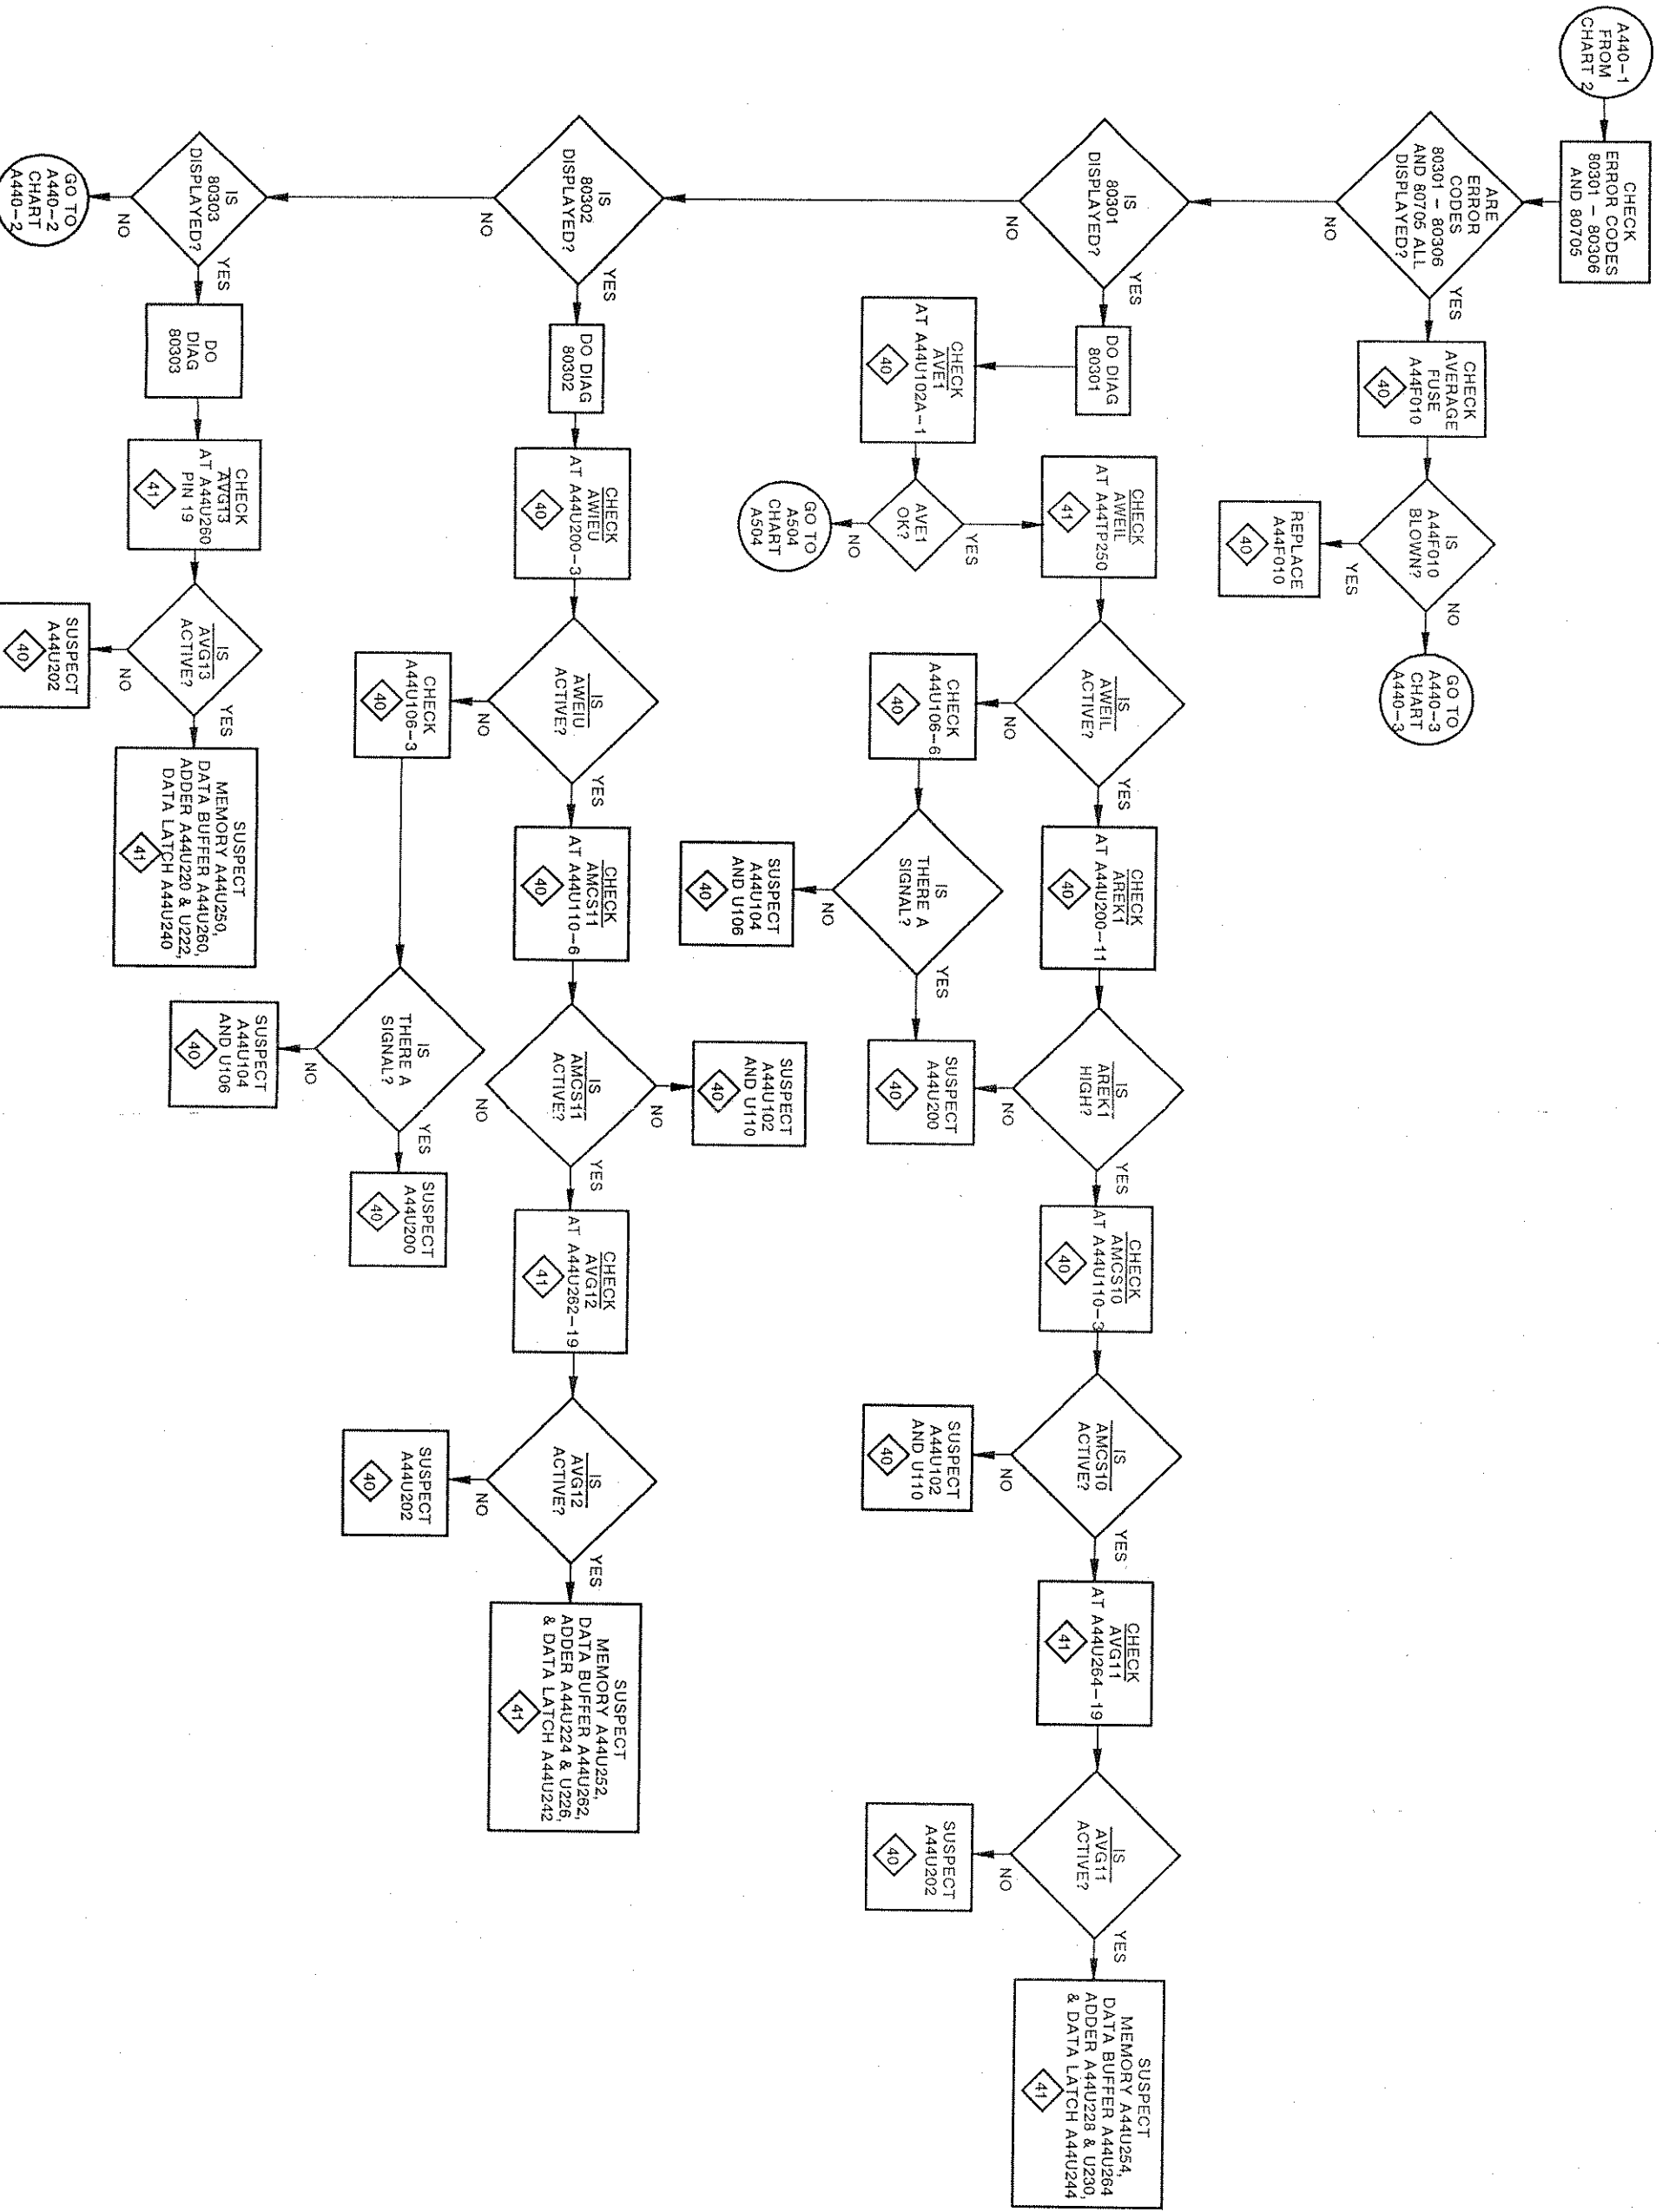 A440-1
FROM
CHART 2
CHECK
ERROR CODES
80301 - 80306
AND 80705
ARE
ERROR
CODES
80301 - 80306
AND 80705 ALL
DISPLAYED?
YES
NO
CHECK
AVERAGE
FUSE
A44F010
40
IS
A44F010
BLOWN?
NO
YES
GO TO
A440-3
CHART
A440-3
REPLACE
A44F010
40
IS
80301
DISPLAYED?
YES
NO
DO DIAG
80301
CHECK
AVE1
AT A44U102A-1
40
AVE1
OK?
YES
NO
GO TO
A504
CHART
A504
CHECK
AWEIL
AT A44TP250
41
IS
AWEIL
ACTIVE?
YES
NO
CHECK
A44U106-6
40
IS
THERE A
SIGNAL?
YES
NO
SUSPECT
A44U104
AND U106
40
SUSPECT
A44U200
40
CHECK
AREK1
AT A44U200-11
40
IS
AREK1
HIGH?
YES
NO
CHECK
AMCS10
AT A44U110-3
40
IS
AMCS10
ACTIVE?
YES
NO
SUSPECT
A44U102
AND U110
40
CHECK
AVG11
AT A44U264-19
41
IS
AVG11
ACTIVE?
YES
NO
SUSPECT
A44U202
40
SUSPECT
MEMORY A44U254,
DATA BUFFER A44U264
ADDER A44U228 & U230,
& DATA LATCH A44U244
41
IS
80302
DISPLAYED?
YES
NO
DO DIAG
80302
CHECK
AWIEU
AT A44U200-3
40
IS
AWEIU
ACTIVE?
YES
NO
CHECK
A44U106-3
40
IS
THERE A
SIGNAL?
YES
NO
SUSPECT
A44U104
AND U106
40
SUSPECT
A44U200
40
CHECK
AMCS11
AT A44U110-6
40
IS
AMCS11
ACTIVE?
NO
YES
NO
SUSPECT
A44U102
AND U110
40
CHECK
AVG12
AT A44U262-19
41
IS
AVG12
ACTIVE?
YES
NO
SUSPECT
A44U202
40
SUSPECT
MEMORY A44U252,
DATA BUFFER A44U262,
ADDER A44U224 & U226,
& DATA LATCH A44U242
41
IS
80303
DISPLAYED?
YES
NO
GO TO
A440-2
CHART
A440-2
DO
DIAG
80303
CHECK
AVG13
AT A44U260
PIN 19
41
IS
AVG13
ACTIVE?
YES
NO
SUSPECT
A44U202
40
SUSPECT
MEMORY A44U250,
DATA BUFFER A44U260,
ADDER A44U220 & U222,
DATA LATCH A44U240
41